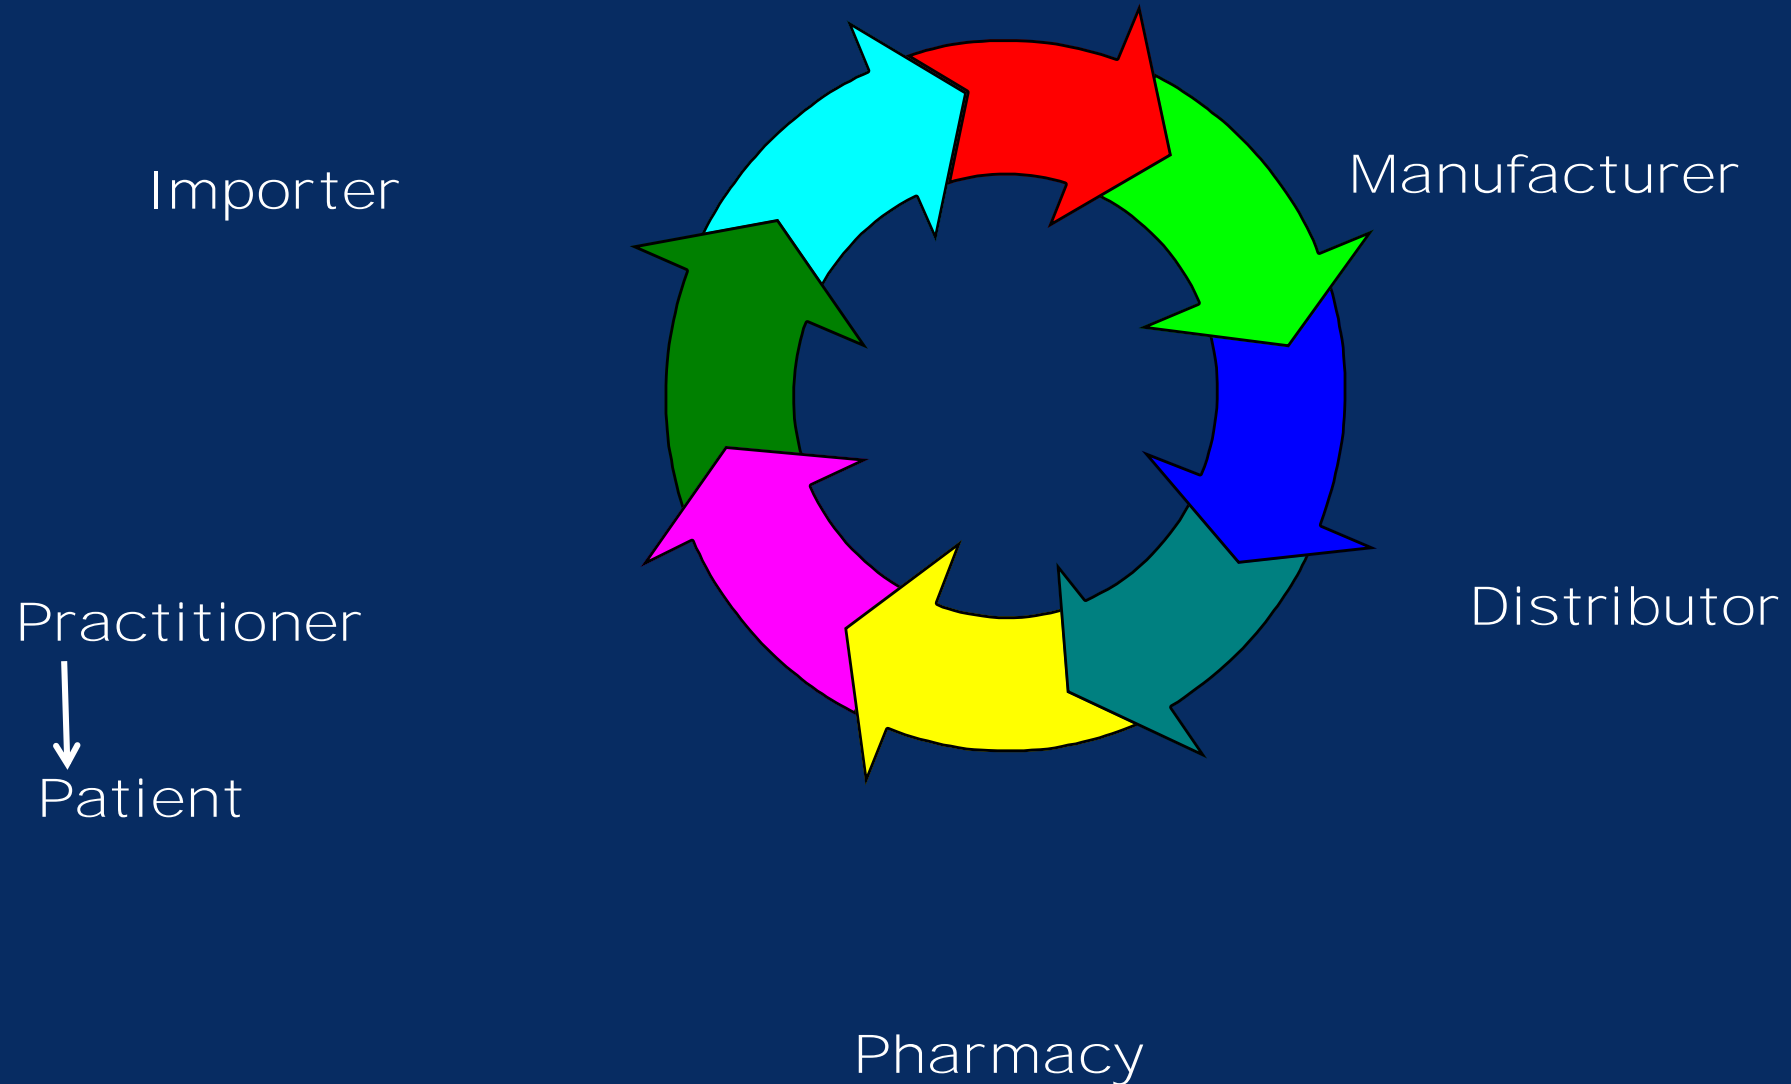 Importer
Manufacturer
Distributor
Practitioner
Patient
Pharmacy